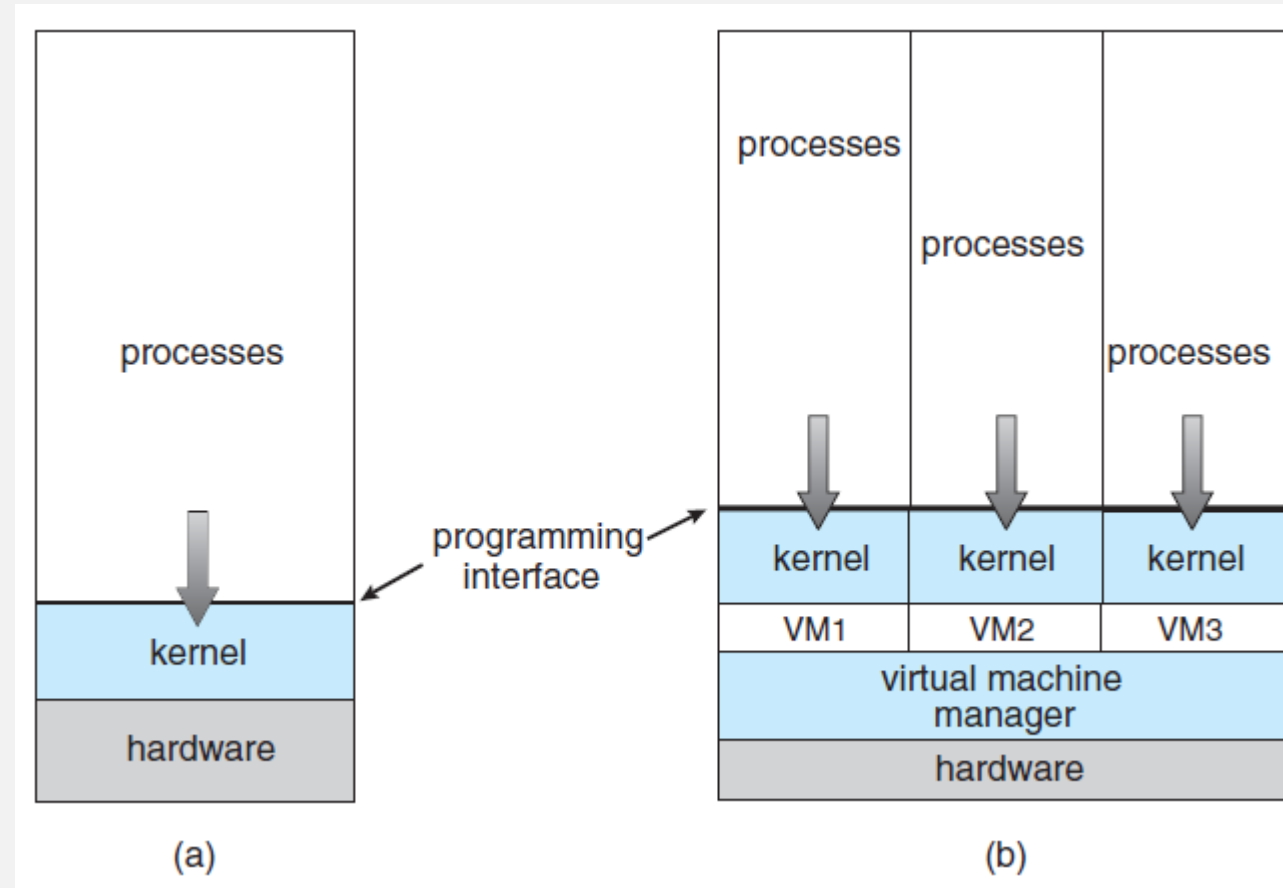 processes
programming
interface
kernel
hardware
(a)
processes
processes
processes
kernel
kernel
kernel
VM1
VM2
VM3
virtual machine
manager
hardware
(b)